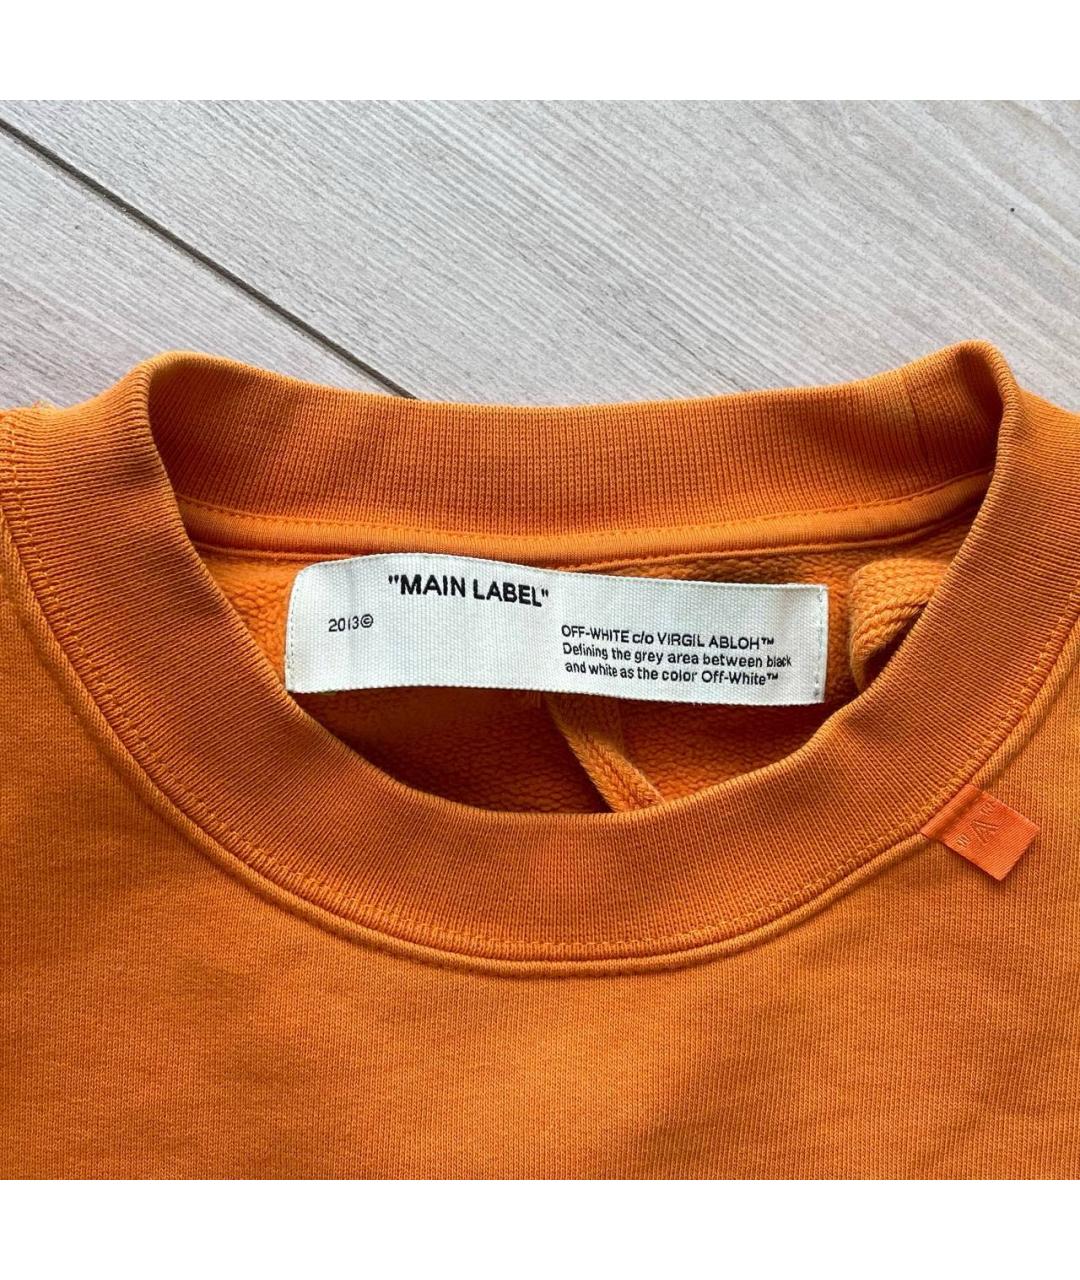 "MAIN LABEL"
2013©
OFF-WHITE c/o VIRGIL ABLOH™
Defining the grey area between black
and white as the color Off-White™